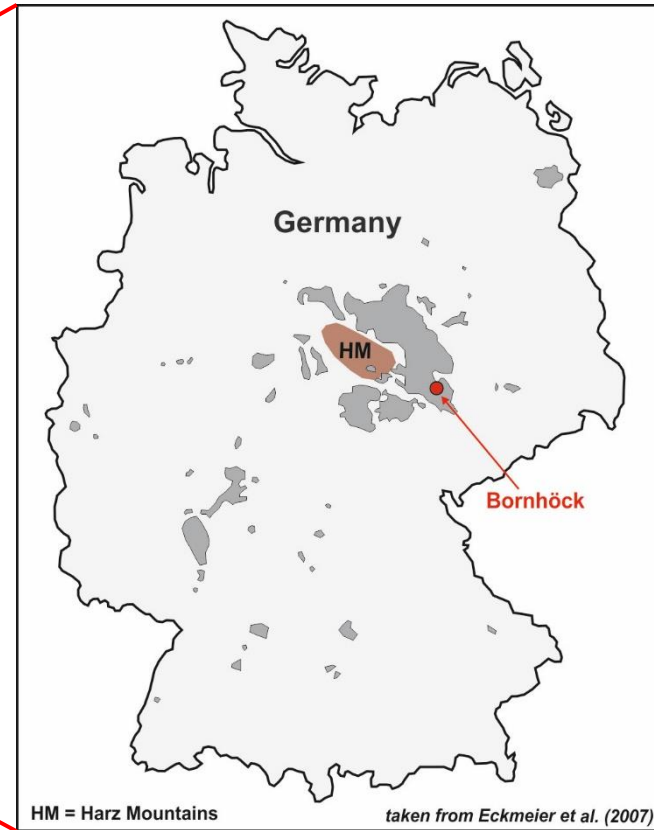 Germany
HM
Bornhöck
HM = Harz Mountains
taken from Eckmeier et al. (2007)